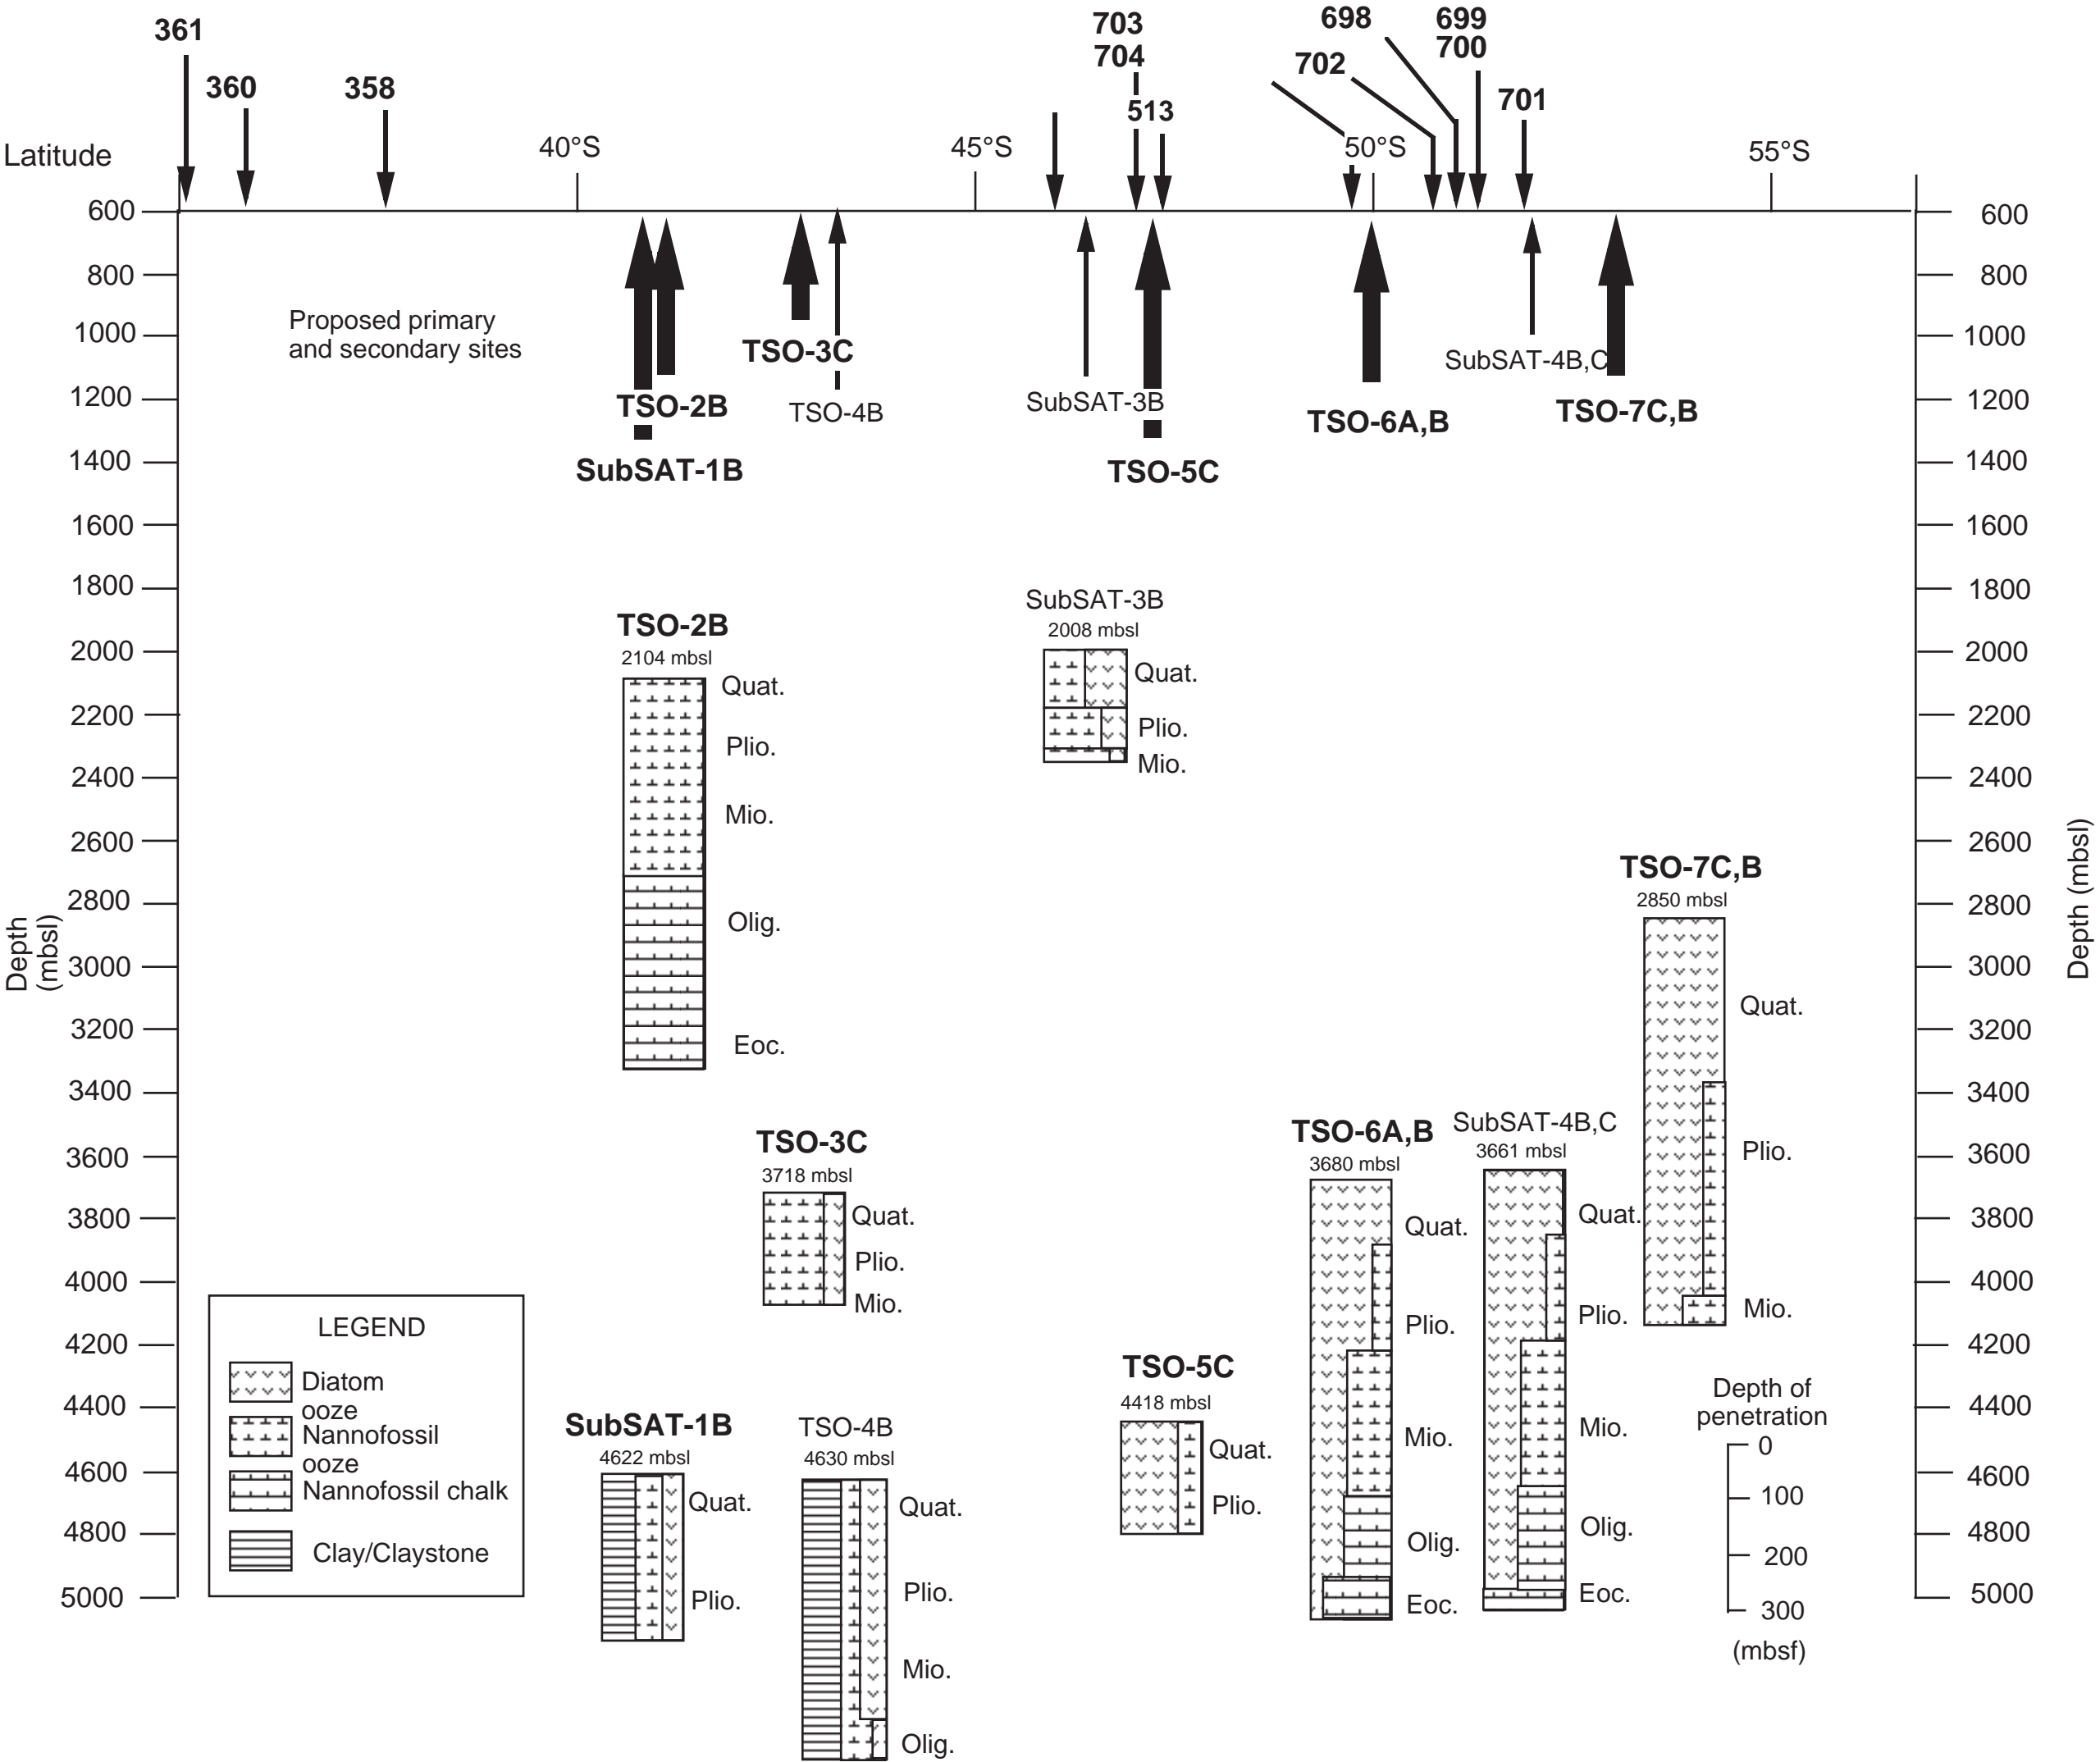 361
360
358
703
704
513
698
702
699
700
701
Latitude
40°S
45°S
50°S
55°S
600
800
1000
1200
1400
1600
1800
2000
2200
2400
2600
2800
3000
3200
3400
3600
3800
4000
4200
4400
4600
4800
5000
Depth
(mbsl)
Proposed primary
and secondary sites
TSO-2B
SubSAT-1B
TSO-3C
TSO-4B
SubSAT-3B
TSO-5C
TSO-6A,B
SubSAT-4B,C
TSO-7C,B
TSO-2B
2104 mbsl
Quat.
Plio.
Mio.
Olig.
Eoc.
SubSAT-3B
2008 mbsl
Quat.
Plio.
Mio.
TSO-3C
3718 mbsl
Quat.
Plio.
Mio.
SubSAT-1B
4622 mbsl
Quat.
Plio.
TSO-4B
4630 mbsl
Quat.
Plio.
Mio.
Olig.
TSO-5C
4418 mbsl
Quat.
Plio.
TSO-6A,B
3680 mbsl
Quat.
Plio.
Mio.
Olig.
Eoc.
SubSAT-4B,C
3661 mbsl
Quat.
Plio.
Mio.
Olig.
Eoc.
TSO-7C,B
2850 mbsl
Quat.
Plio.
Mio.
LEGEND
Diatom
ooze
Nannofossil
ooze
Nannofossil chalk
Clay/Claystone
Depth of
penetration
0
100
200
300
(mbsf)
600
800
1000
1200
1400
1600
1800
2000
2200
2400
2600
2800
3000
3200
3400
3600
3800
4000
4200
4400
4600
4800
5000
Depth (mbsl)